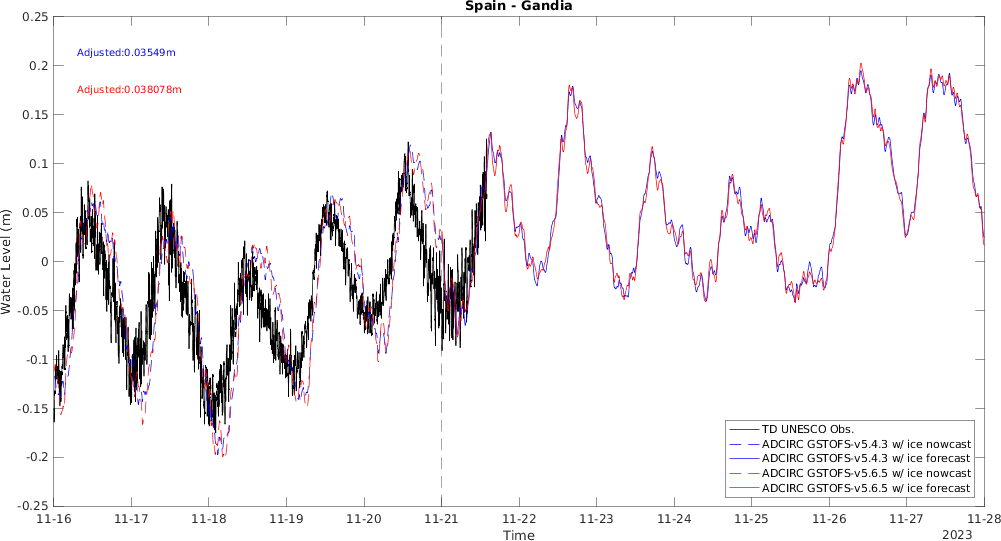 Spain - Gandia
0.25
0.2
0.15
0.1
0.05
0
-0.05
-0.1
-0.15
-0.2
-0.25
Water Level (m)
Adjusted:0.03549m
Adjusted:0.038078m
TD UNESCO Obs.
ADCIRC GSTOFS-v5.4.3 w/ ice nowcast
ADCIRC GSTOFS-v5.4.3 w/ ice forecast
ADCIRC GSTOFS-v5.6.5 w/ ice nowcast
ADCIRC GSTOFS-v5.6.5 w/ ice forecast
11-16 11-17 11-18 11-19 11-20 11-21 11-22 11-23 11-24 11-25 11-26 11-27 11-28
Time
2023